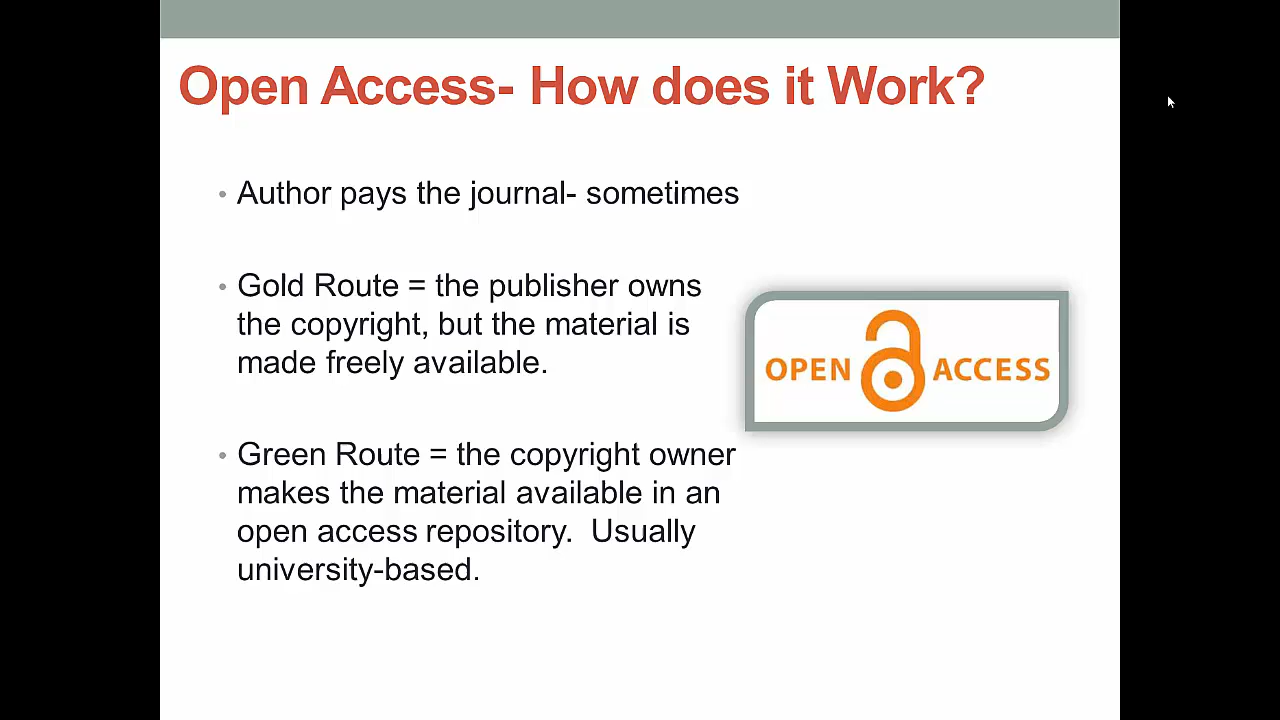 Open Access- How does it Work?
• Author pays the journal- sometimes
• Gold Route = the publisher owns
the copyright, but the material is
made freely available.
OPEN ACCESS
• Green Route = the copyright owner
makes the material available in an
open access repository.  Usually
university-based.